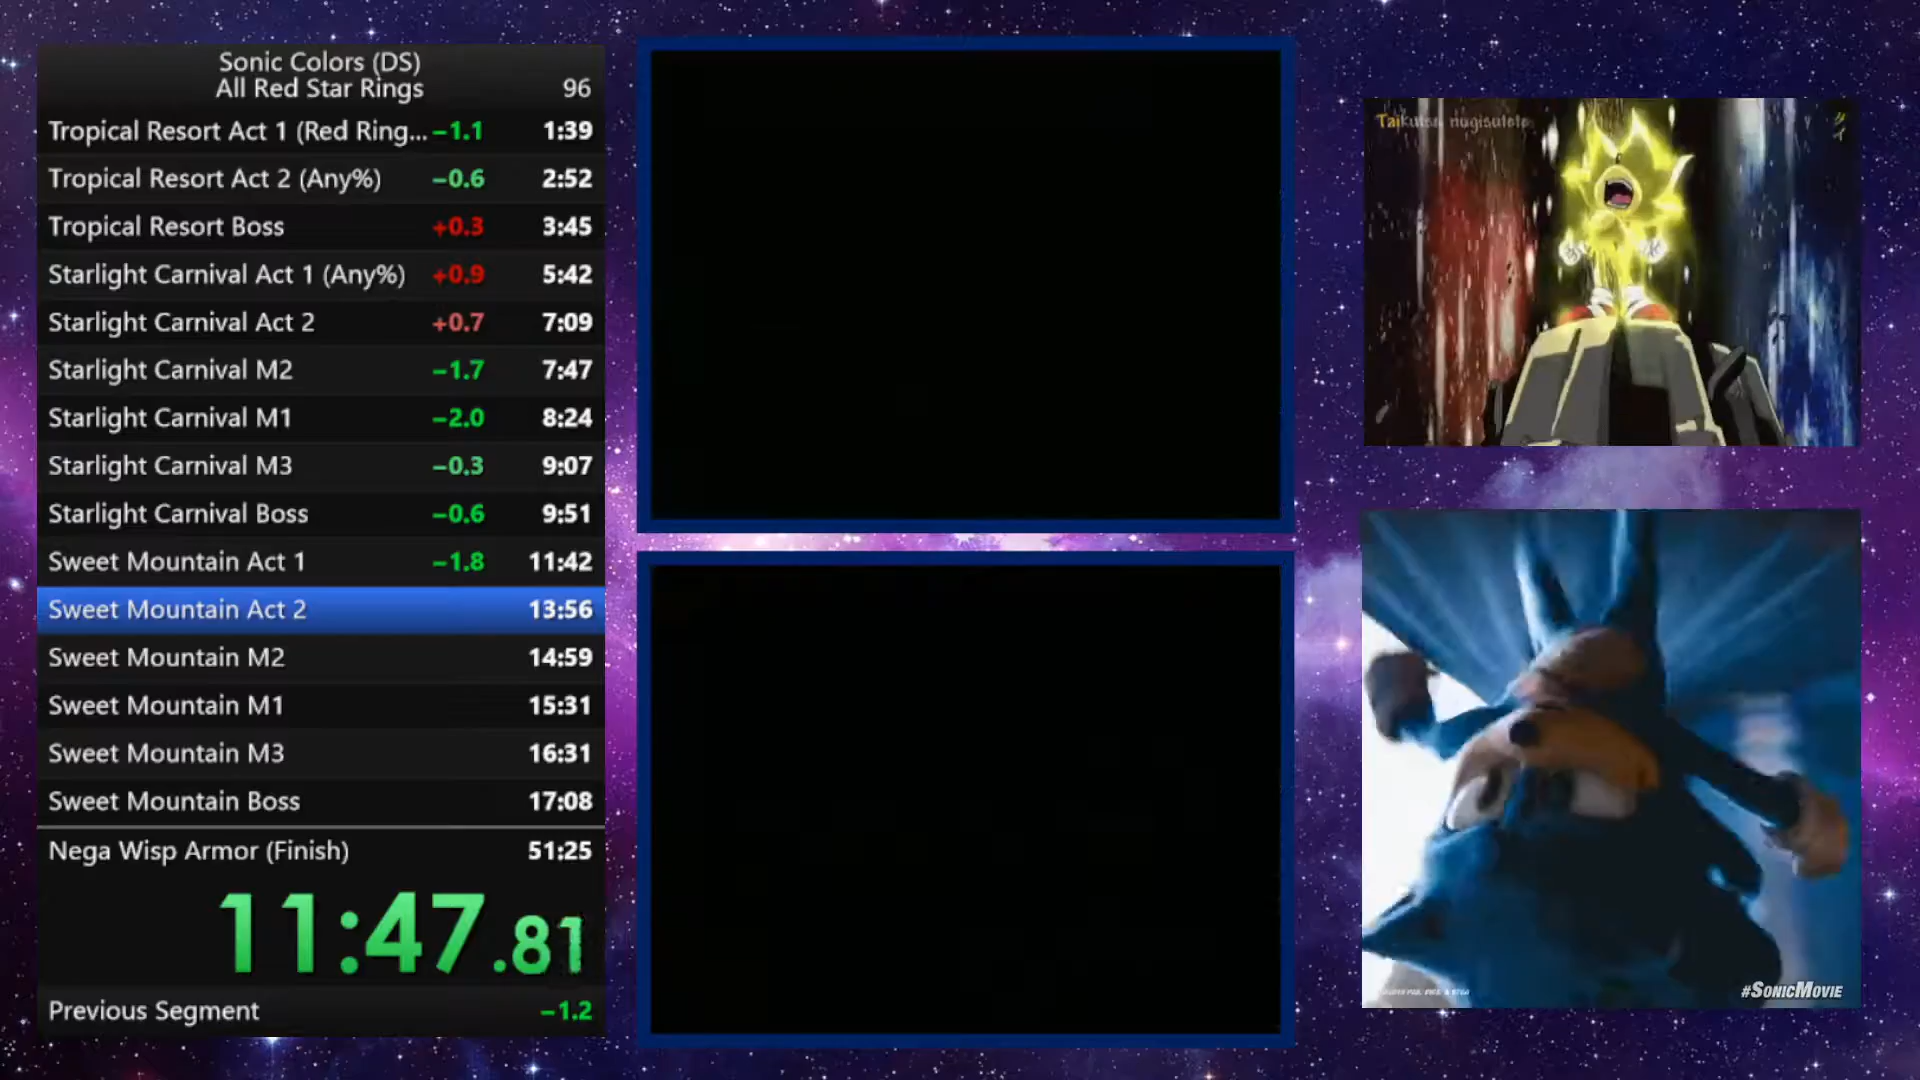 Sonic Colors (DS)
All Red Star Rings 96
Tropical Resort Act 1 (Red Ring... −1.1 1:39
Tropical Resort Act 2 (Any%) −0.6 2:52
Tropical Resort Boss +0.3 3:45
Starlight Carnival Act 1 (Any%) +0.9 5:42
Starlight Carnival Act 2 +0.7 7:09
Starlight Carnival M2 −1.7 7:47
Starlight Carnival M1 −2.0 8:24
Starlight Carnival M3 −0.3 9:07
Starlight Carnival Boss −0.6 9:51
Sweet Mountain Act 1 −1.8 11:42
Sweet Mountain Act 2 13:56
Sweet Mountain M2 14:59
Sweet Mountain M1 15:31
Sweet Mountain M3 16:31
Sweet Mountain Boss 17:08
Nega Wisp Armor (Finish) 51:25
11:47.81
Previous Segment −1.2
#SONICMOVIE